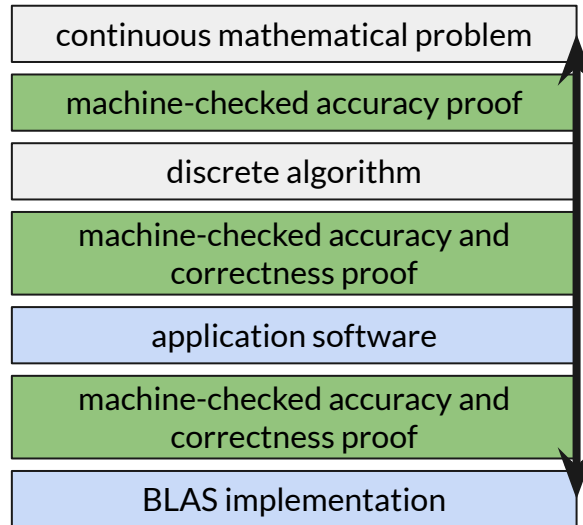 continuous mathematical problem
machine-checked accuracy proof
discrete algorithm
machine-checked accuracy and
correctness proof
application software
machine-checked accuracy and
correctness proof
BLAS implementation